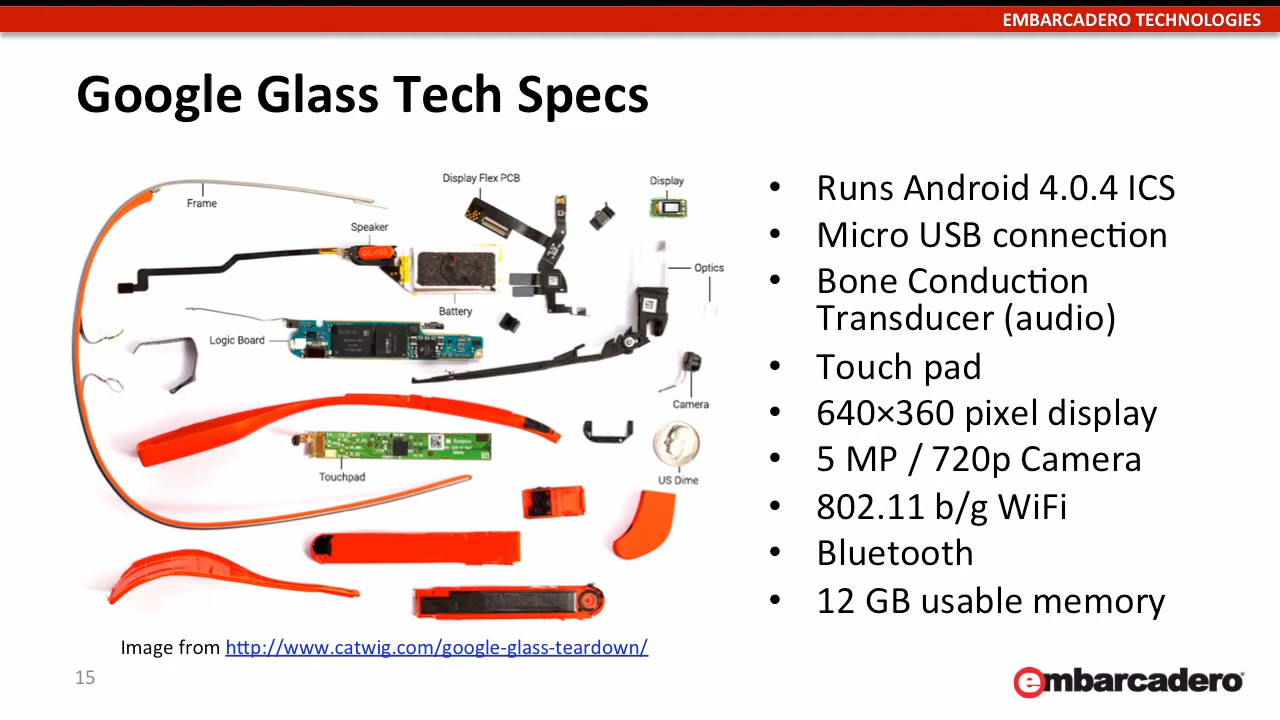 EMBARCADERO TECHNOLOGIES
Google Glass Tech Specs
Display Flex PCB
Display
Frame
Speaker
GLASS
Optics
Battery
Logic Board
Camera
Touchpad
US Dime
• Runs Android 4.0.4 ICS
• Micro USB connection
• Bone Conduction
Transducer (audio)
• Touch pad
• 640×360 pixel display
• 5 MP / 720p Camera
• 802.11 b/g WiFi
• Bluetooth
• 12 GB usable memory
Image from http://www.catwig.com/google-glass-teardown/
15
embarcadero